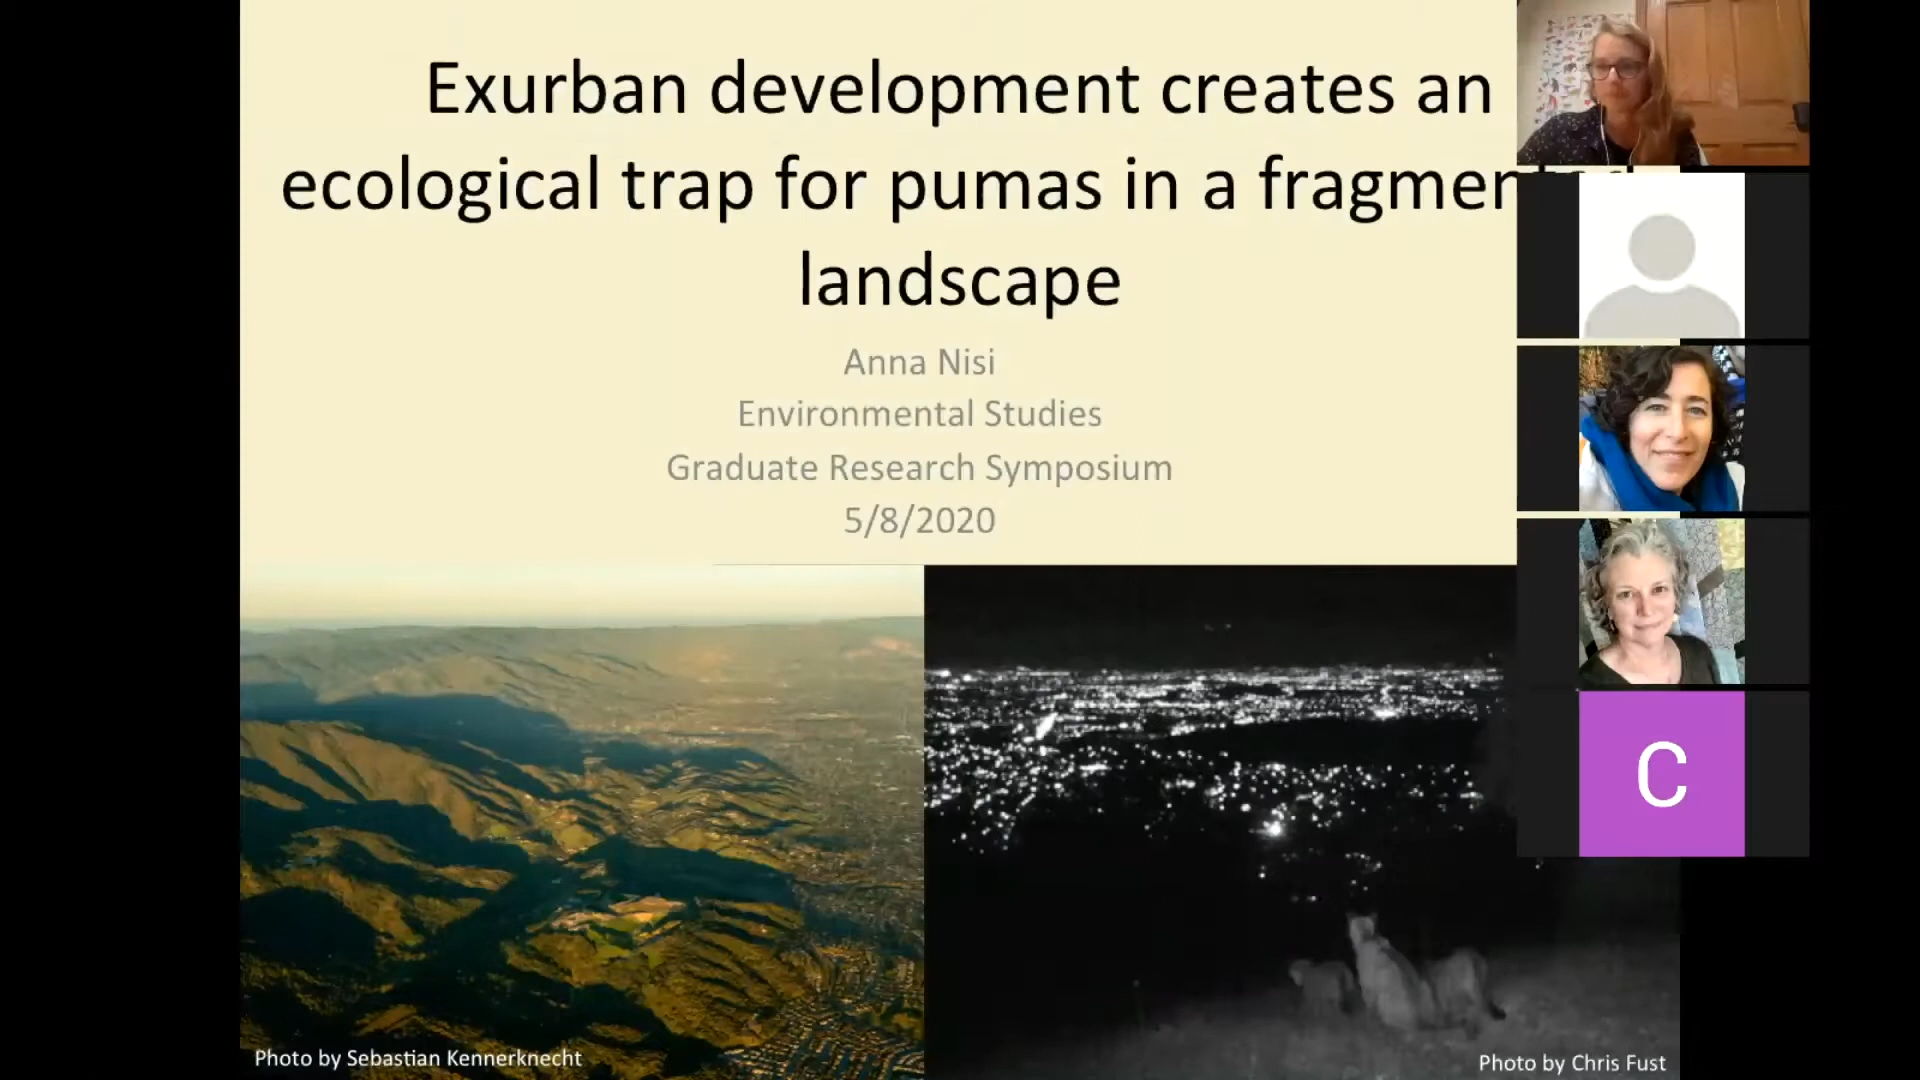 Exurban development creates an
ecological trap for pumas in a
landscape
Anna Nisi
Environmental Studies
Graduate Research Symposium
5/8/2020
Photo by Sebastian Kennerknecht
Photo by Chris Fust
C